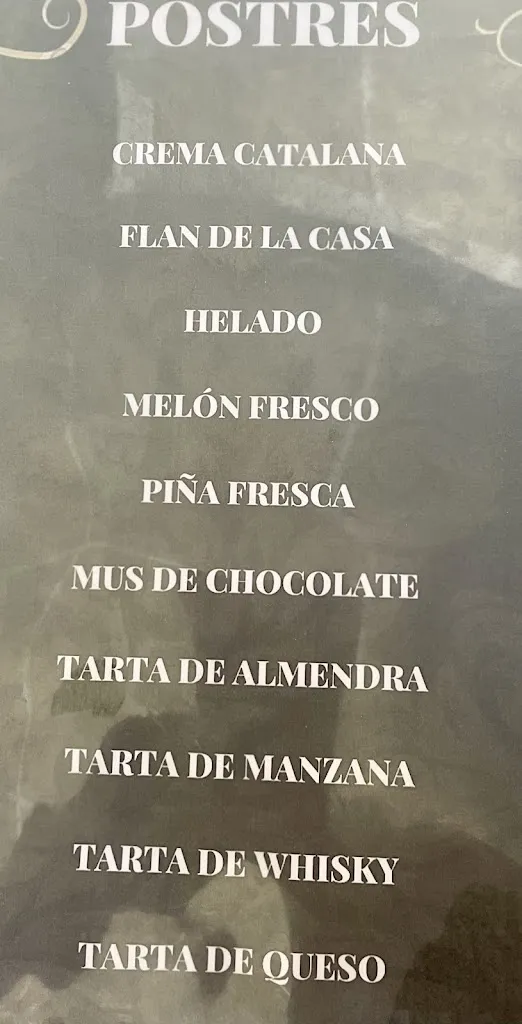 POSTRES
CREMA CATALANA
FLAN DE LA CASA
HELADO
MELÓN FRESCO
PIÑA FRESCA
MUS DE CHOCOLATE
TARTA DE ALMENDRA
TARTA DE MANZANA
TARTA DE WHISKY
TARTA DE QUESO